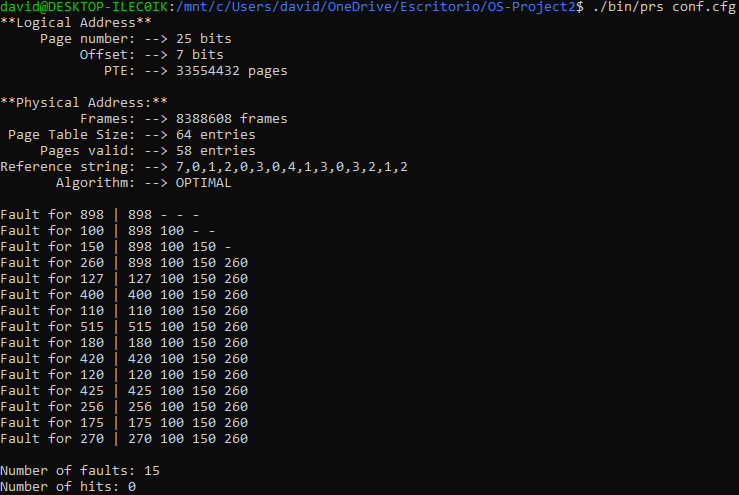 david@DESKTOP-ILEC0IK:/mnt/c/Users/david/OneDrive/Escritorio/OS-Project2$ ./bin/prs conf.cfg
**Logical Address**
Page number: --> 25 bits
Offset: --> 7 bits
PTE: --> 33554432 pages
**Physical Address:**
Frames: --> 8388608 frames
Page Table Size: --> 64 entries
Pages valid: --> 58 entries
Reference string: --> 7,0,1,2,0,3,0,4,1,3,0,3,2,1,2
Algorithm: --> OPTIMAL
Fault for 898 | 898 - - -
Fault for 100 | 898 100 - -
Fault for 150 | 898 100 150 -
Fault for 260 | 898 100 150 260
Fault for 127 | 127 100 150 260
Fault for 400 | 400 100 150 260
Fault for 110 | 110 100 150 260
Fault for 515 | 515 100 150 260
Fault for 180 | 180 100 150 260
Fault for 420 | 420 100 150 260
Fault for 120 | 120 100 150 260
Fault for 425 | 425 100 150 260
Fault for 256 | 256 100 150 260
Fault for 175 | 175 100 150 260
Fault for 270 | 270 100 150 260
Number of faults: 15
Number of hits: 0